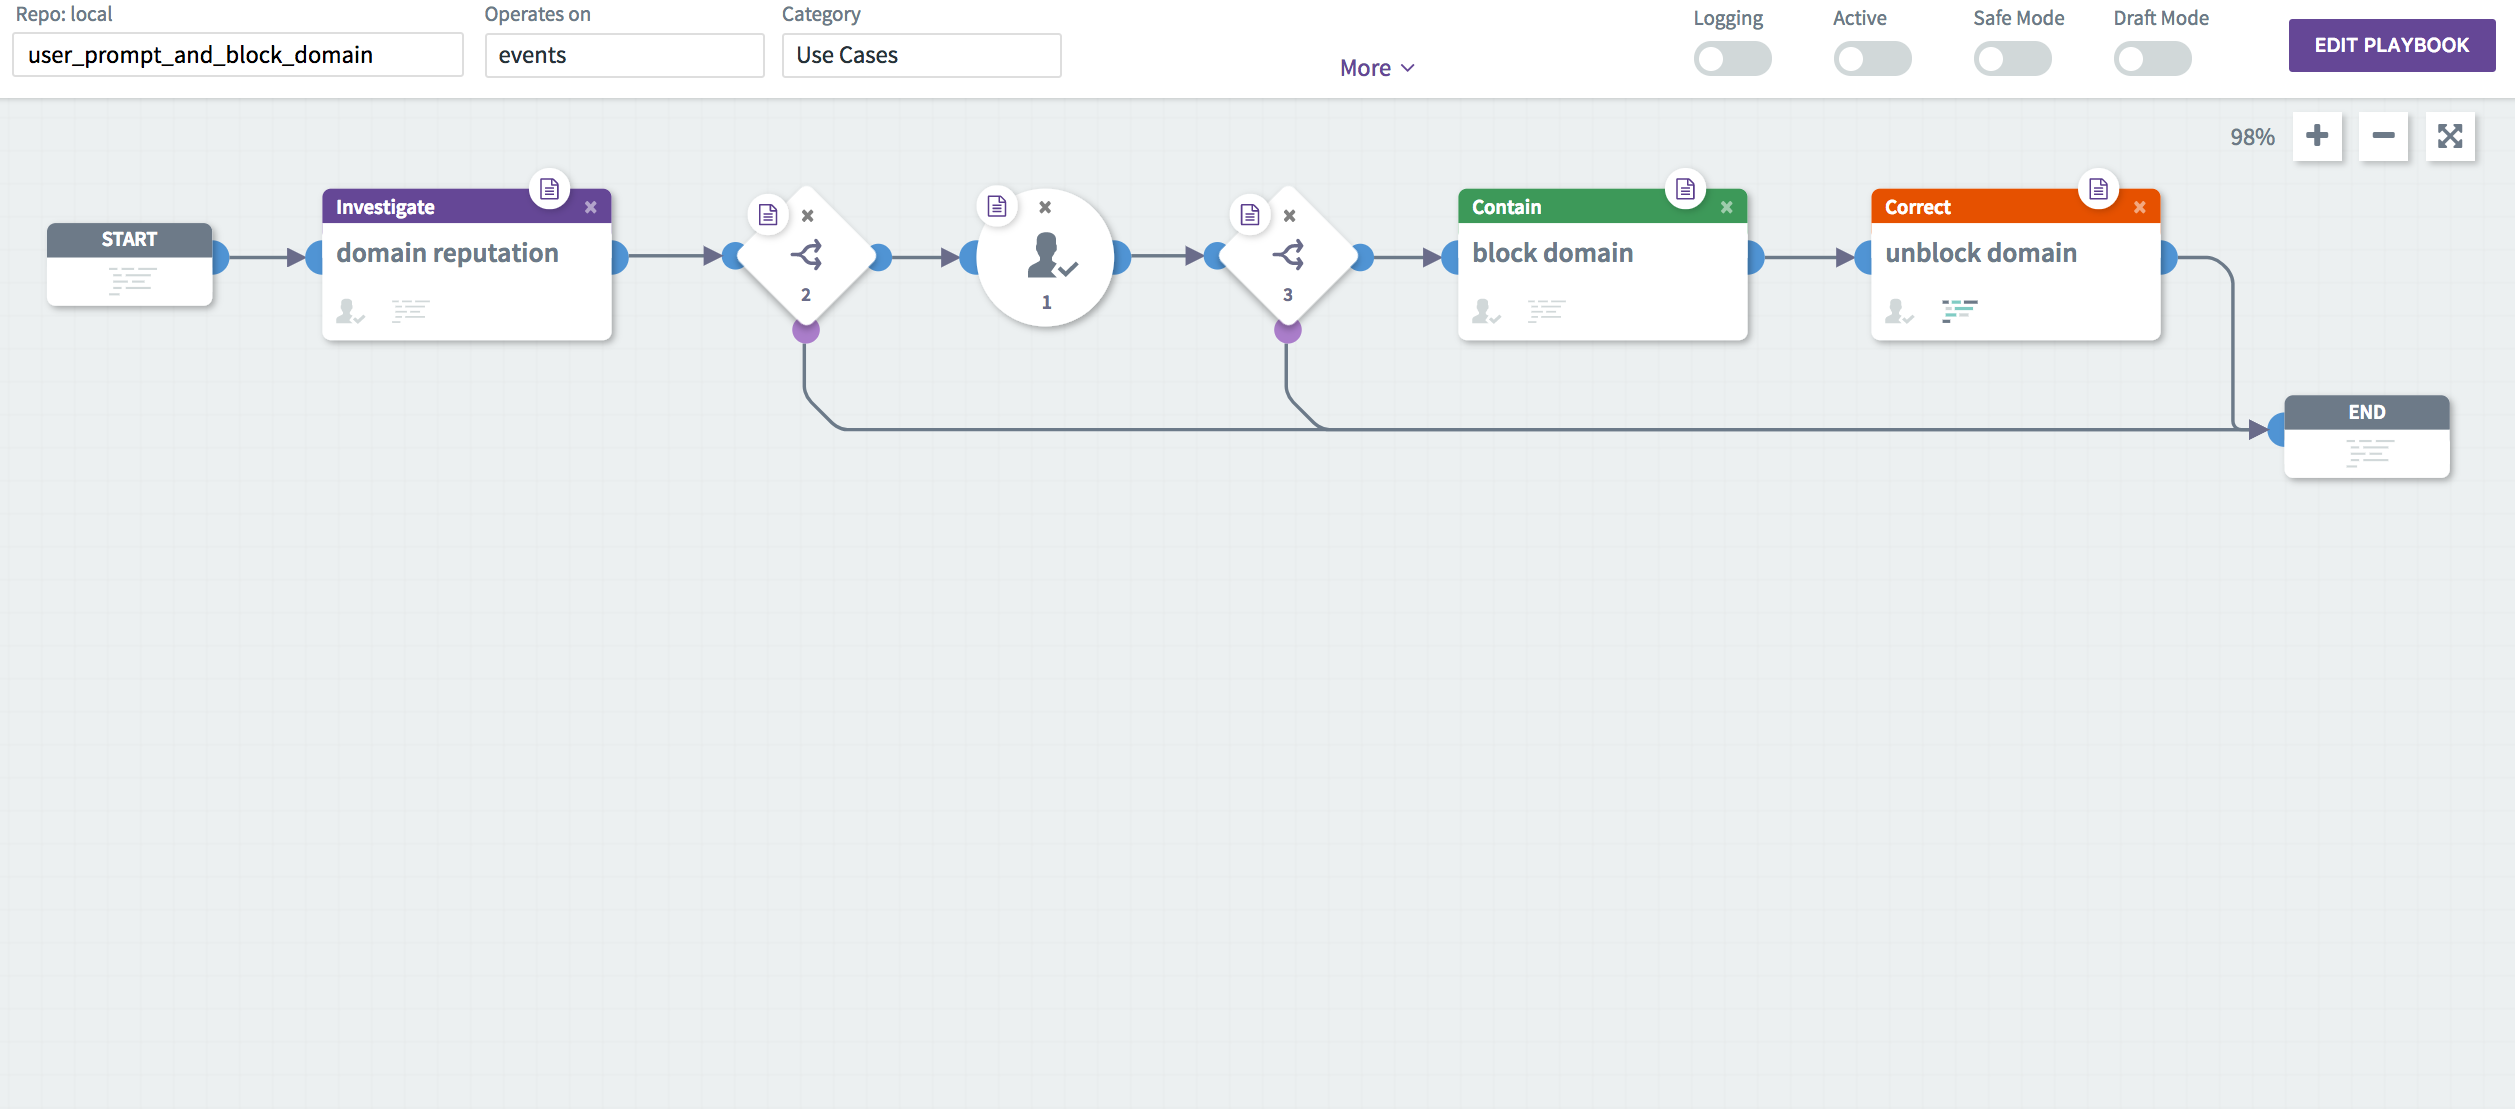 Repo: local
Operates on
Category
Logging
Active
Safe Mode
Draft Mode
user_prompt_and_block_domain
events
Use Cases
More
EDIT PLAYBOOK
98%
START
Investigate
domain reputation
2
1
3
Contain
block domain
Correct
unblock domain
END